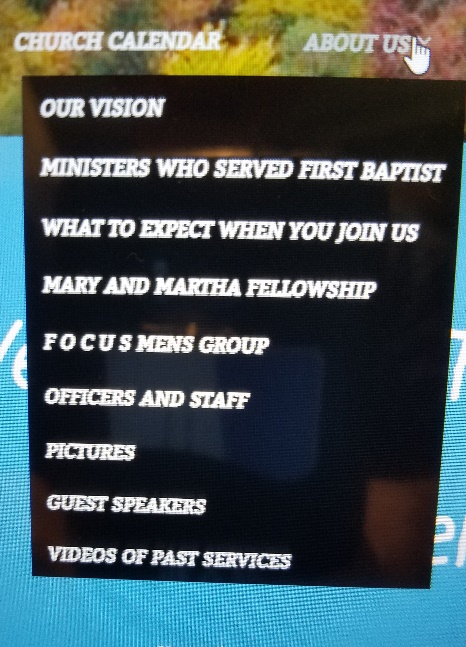 CHURCH CALENDAR ABOUT US
OUR VISION
MINISTERS WHO SERVED FIRST BAPTIST
WHAT TO EXPECT WHEN YOU JOIN US
MARY AND MARTHA FELLOWSHIP
F O C U S MENS GROUP
OFFICERS AND STAFF
PICTURES
GUEST SPEAKERS
VIDEOS OF PAST SERVICES